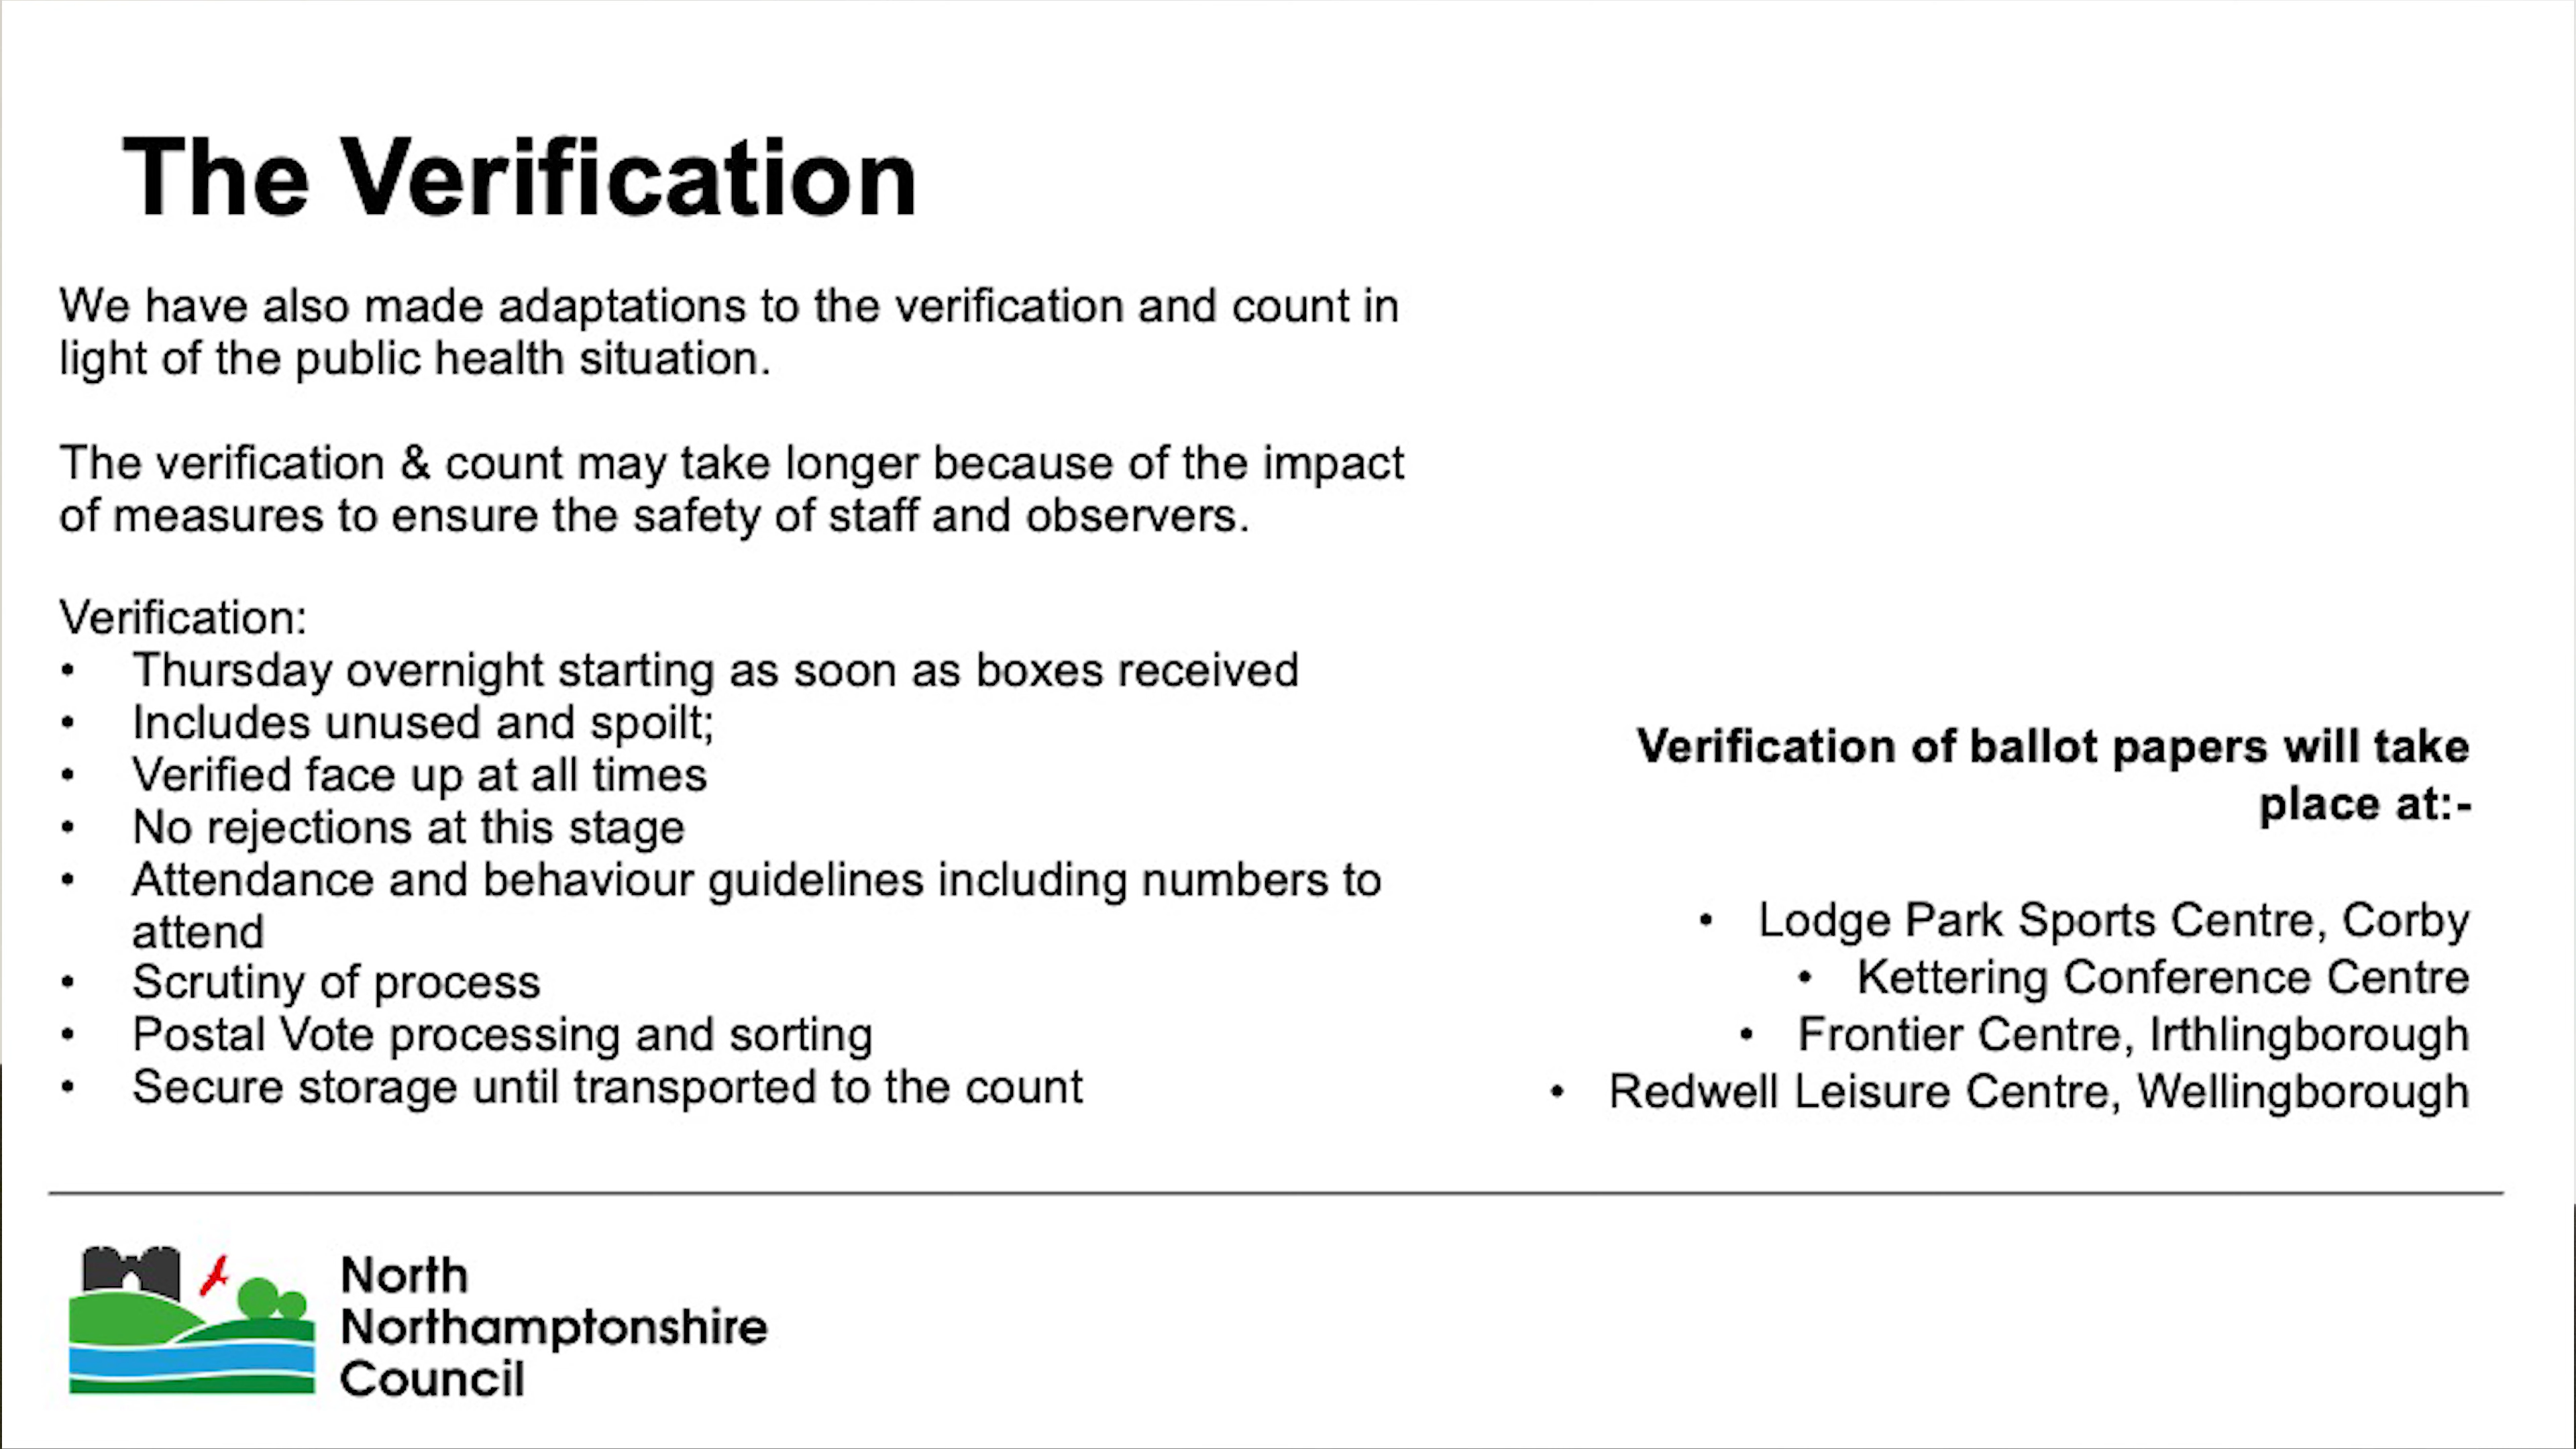 The Verification
We have also made adaptations to the verification and count in
light of the public health situation.
The verification & count may take longer because of the impact
of measures to ensure the safety of staff and observers.
Verification:
• Thursday overnight starting as soon as boxes received
• Includes unused and spoilt;
• Verified face up at all times
• No rejections at this stage
• Attendance and behaviour guidelines including numbers to
attend
• Scrutiny of process
• Postal Vote processing and sorting
• Secure storage until transported to the count
Verification of ballot papers will take
place at:-
• Lodge Park Sports Centre, Corby
• Kettering Conference Centre
• Frontier Centre, Irthlingborough
• Redwell Leisure Centre, Wellingborough
North
Northamptonshire
Council